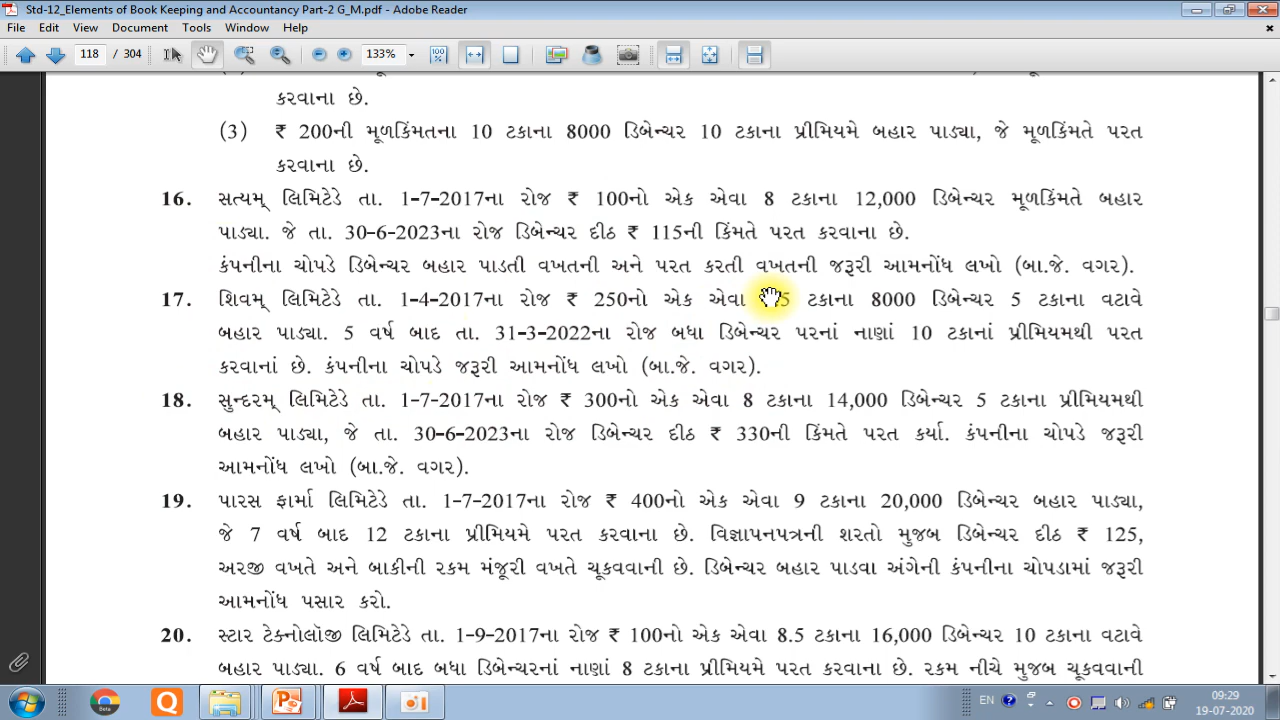 Std-12_Elements of Book Keeping and Accountancy Part-2 G_M.pdf - Adobe Reader
File Edit View Document Tools Window Help
118 / 304 133%
કરવાના છે.
(3) ₹ 200ની મૂળકિંમતના 10 ટકાના 8000 ડિબેન્ચર 10 ટકાના પ્રીમિયમે બહાર પાડ્યા, જે મૂળકિંમતે પરત
કરવાના છે.
16. સત્યમ્ લિમિટેડે તા. 1-7-2017ના રોજ ₹ 100નો એક એવા 8 ટકાના 12,000 ડિબેન્ચર મૂળકિંમતે બહાર
પાડ્યા. જે તા. 30-6-2023ના રોજ ડિબેન્ચર દીઠ ₹ 115ની કિંમતે પરત કરવાના છે.
કંપનીના ચોપડે ડિબેન્ચર બહાર પાડતી વખતની અને પરત કરતી વખતની જરૂરી આમનોંધ લખો (બા.જે. વગર).
17. શિવમ્ લિમિટેડે તા. 1-4-2017ના રોજ ₹ 250નો એક એવા ટકાના 8000 ડિબેન્ચર 5 ટકાના વટાવે
બહાર પાડ્યા. 5 વર્ષ બાદ તા. 31-3-2022ના રોજ બધા ડિબેન્ચર પરનાં નાણાં 10 ટકાનાં પ્રીમિયમથી પરત
કરવાનાં છે. કંપનીના ચોપડે જરૂરી આમનોંધ લખો (બા.જે. વગર).
18. સુન્દરમ્ લિમિટેડે તા. 1-7-2017ના રોજ ₹ 300નો એક એવા 8 ટકાના 14,000 ડિબેન્ચર 5 ટકાના પ્રીમિયમથી
બહાર પાડ્યા, જે તા. 30-6-2023ના રોજ ડિબેન્ચર દીઠ ₹ 330ની કિંમતે પરત કર્યા. કંપનીના ચોપડે જરૂરી
આમનોંધ લખો (બા.જે. વગર).
19. પારસ ફાર્મા લિમિટેડે તા. 1-7-2017ના રોજ ₹ 400નો એક એવા 9 ટકાના 20,000 ડિબેન્ચર બહાર પાડ્યા,
જે 7 વર્ષ બાદ 12 ટકાના પ્રીમિયમે પરત કરવાના છે. વિજ્ઞાપનપત્રની શરતો મુજબ ડિબેન્ચર દીઠ ₹ 125,
અરજી વખતે અને બાકીની રકમ મંજૂરી વખતે ચૂકવવાની છે. ડિબેન્ચર બહાર પાડવા અંગેની કંપનીના ચોપડામાં જરૂરી
આમનોંધ પસાર કરો.
20. સ્ટાર ટેક્નોલૉજી લિમિટેડે તા. 1-9-2017ના રોજ ₹ 100નો એક એવા 8.5 ટકાના 16,000 ડિબેન્ચર 10 ટકાના વટાવે
બહાર પાડ્યા. 6 વર્ષ બાદ બધા ડિબેન્ચરનાં નાણાં 8 ટકાના પ્રીમિયમે પરત કરવાના છે. રકમ નીચે મુજબ ચૂકવવાની
EN 09:29
19-07-2020